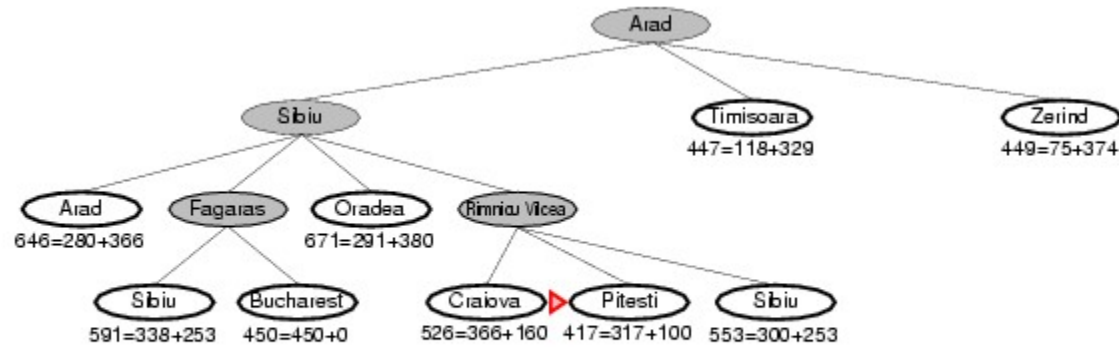 Arad
Sibiu
Timisoara
Zerind
447=118+329
449=75+374
Arad
Fagaras
Oradea
Rimnicu Vilcea
646=280+366
671=291+380
Sibiu
Bucharest
Craiova
Pitesti
Sibiu
591=338+253
450=450+0
526=366+160
417=317+100
553=300+253